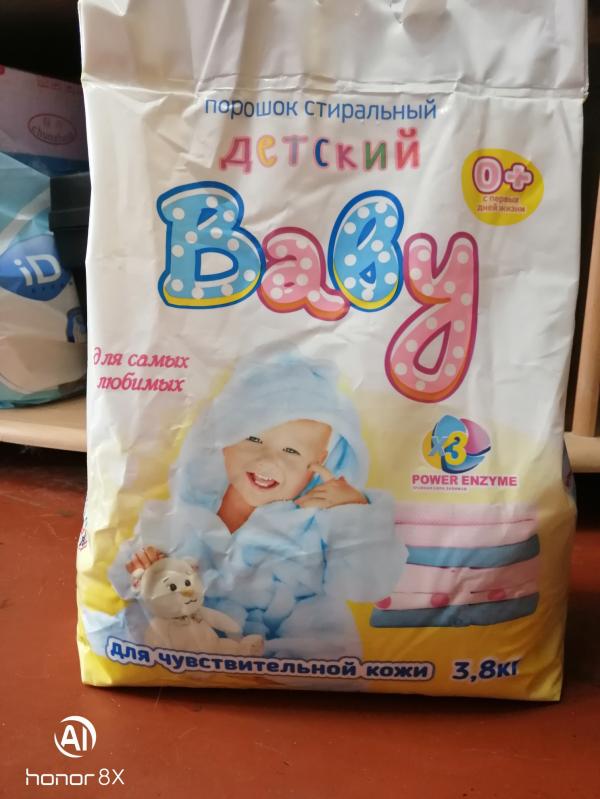 порошок стиральный
детский
Baby
0+
с первых
дней жизни
для самых
любимых
x3
POWER ENZYME
для чувствительной кожи 3,8кг
iD
AI
honor 8X